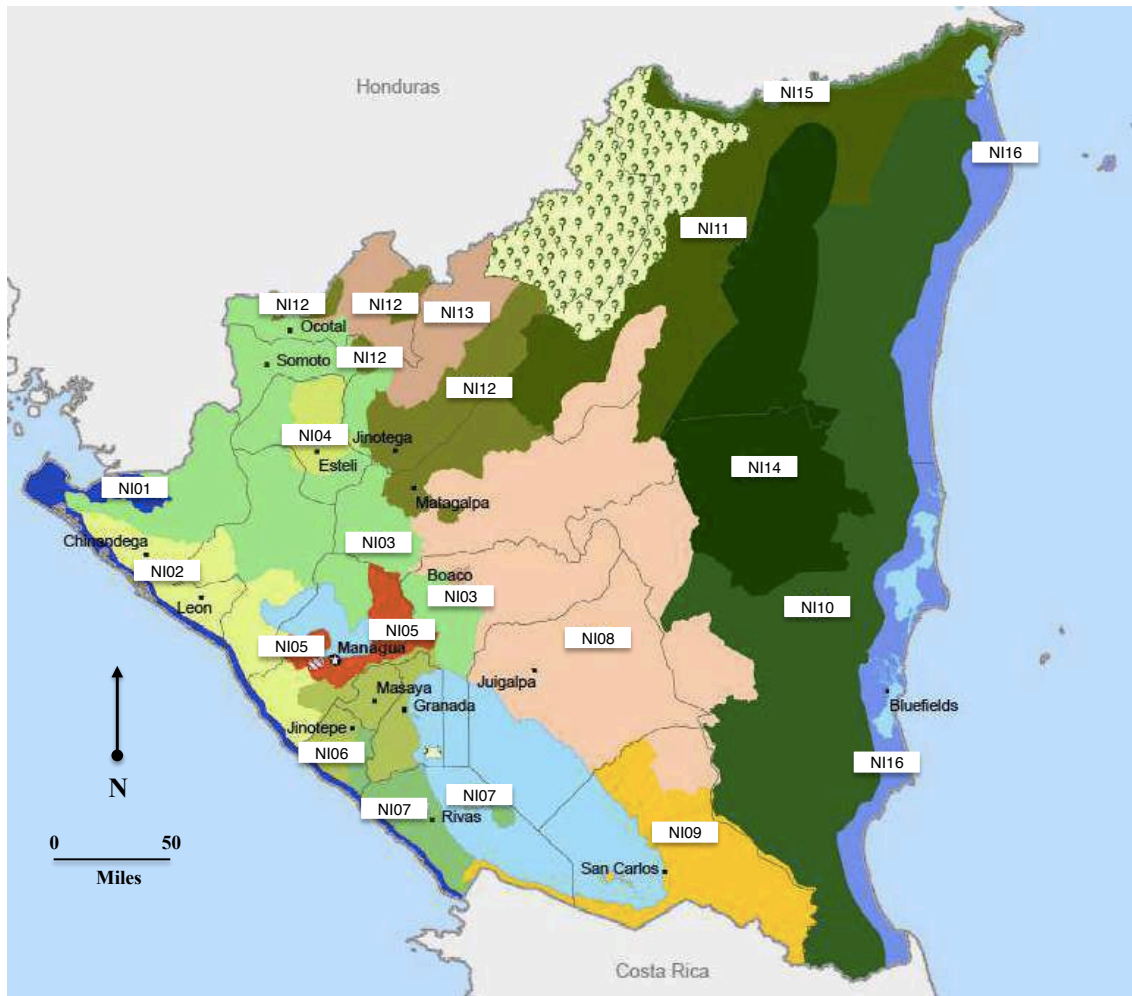 Honduras
NI15
NI16
NI11
NI12
NI12
NI13
Ocotal
NI12
Somoto
NI12
NI04
Jinotega
Esteli
NI14
NI01
Matagalpa
Chinandega
NI03
NI02
Boaco
NI03
Leon
NI10
NI05
NI05
Managua
NI08
Juigalpa
Masaya
Granada
Bluefields
Jinotepe
NI06
NI16
N
NI07
NI07
Rivas
NI09
0 50
Miles
San Carlos
Costa Rica